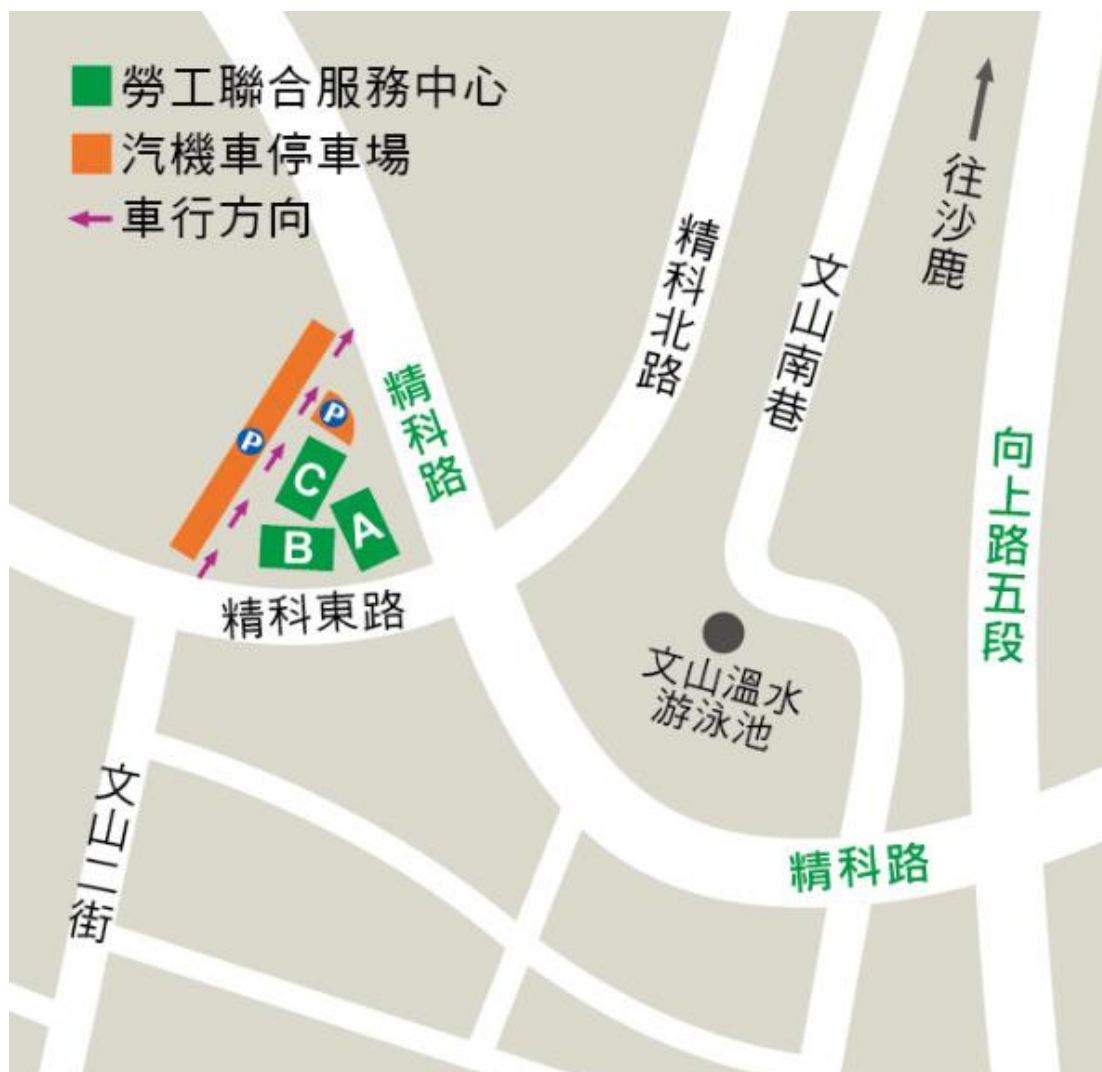 勞工聯合服務中心
汽機車停車場
車行方向
往沙鹿
精科北路
文山南巷
P
精科路
P
C
向上路五段
A
B
精科東路
文山溫水
游泳池
文山二街
精科路